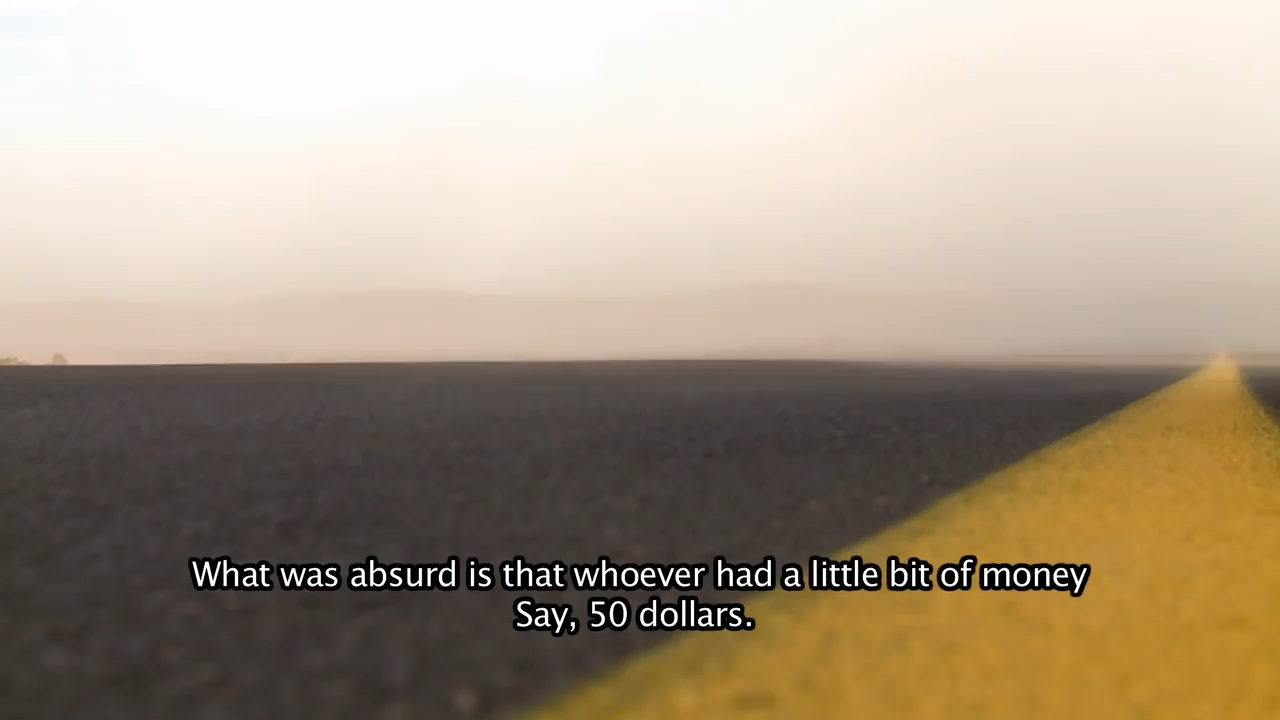 What was absurd is that whoever had a little bit of money
Say, 50 dollars.